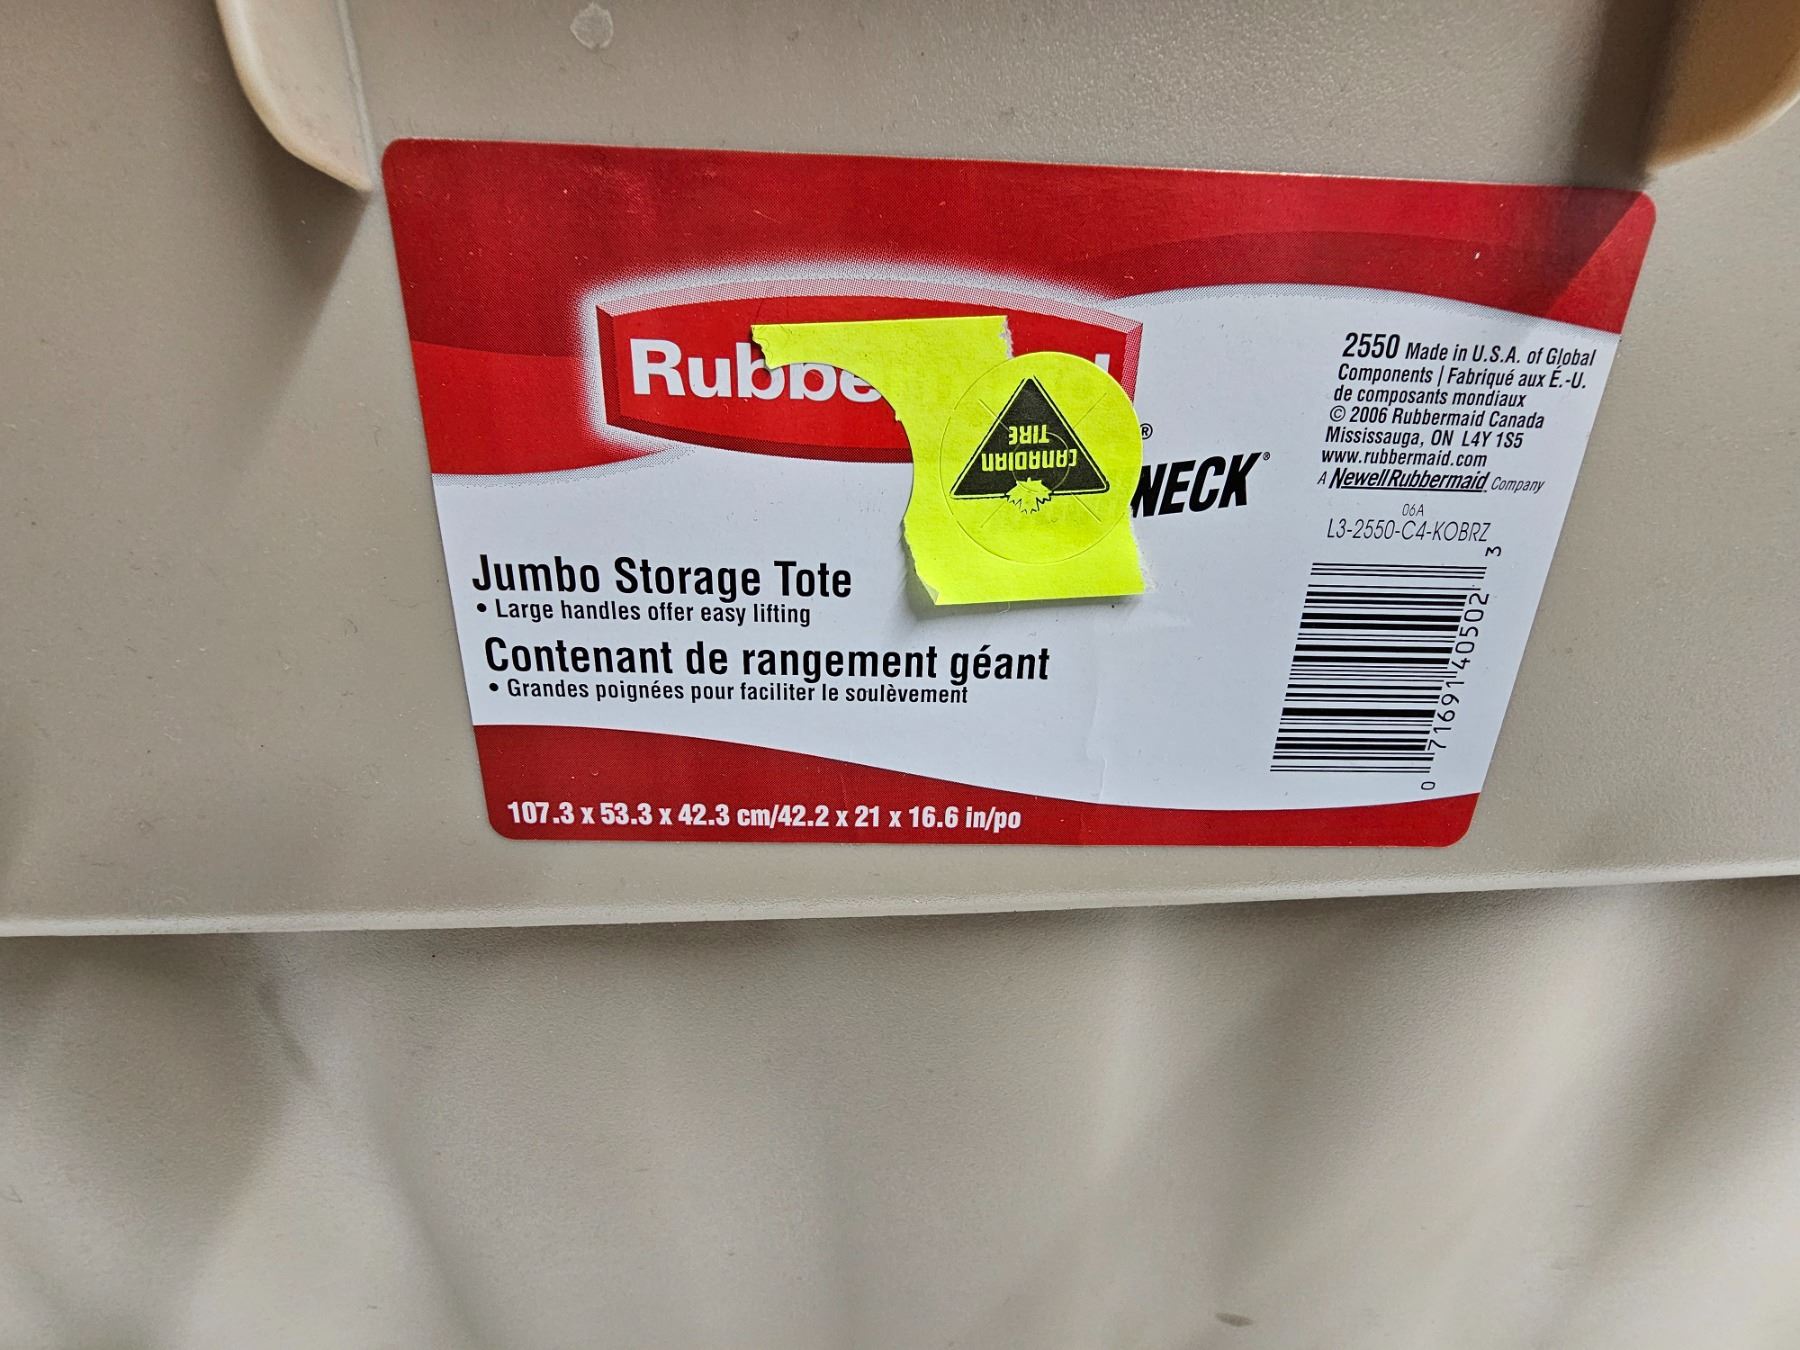 Rubbe
CANADIAN
TIRE
®
NECK®
Jumbo Storage Tote
• Large handles offer easy lifting
Contenant de rangement géant
• Grandes poignées pour faciliter le soulèvement
107.3 x 53.3 x 42.3 cm/42.2 x 21 x 16.6 in/po
2550 Made in U.S.A. of Global
Components | Fabriqué aux É.-U.
de composants mondiaux
© 2006 Rubbermaid Canada
Mississauga, ON L4Y 1S5
www.rubbermaid.com
A NewellRubbermaid Company
06A
L3-2550-C4-KOBRZ
0 71691 40502 3